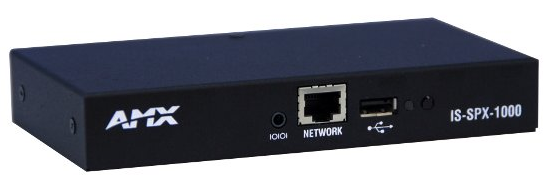 AMX
IOIOI
NETWORK
IS-SPX-1000